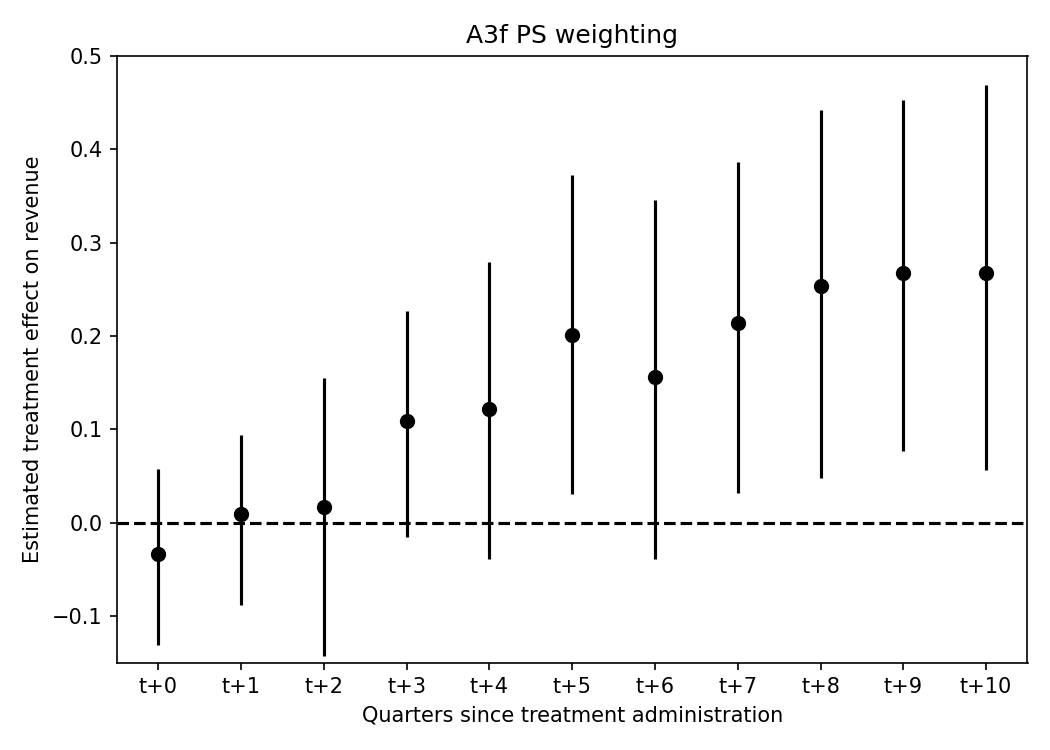 A3f PS weighting
0.5
0.4
0.3
0.2
0.1
0.0
−0.1
Estimated treatment effect on revenue
t+0 t+1 t+2 t+3 t+4 t+5 t+6 t+7 t+8 t+9 t+10
Quarters since treatment administration